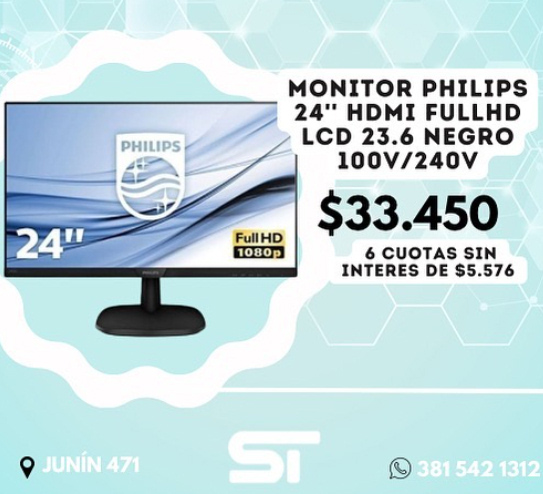 MONITOR PHILIPS
24'' HDMI FULLHD
LCD 23.6 NEGRO
100V/240V
$33.450
6 CUOTAS SIN
INTERES DE $5.576
PHILIPS
24''
Full HD
1080p
PHILIPS
JUNÍN 471
ST
381 542 1312